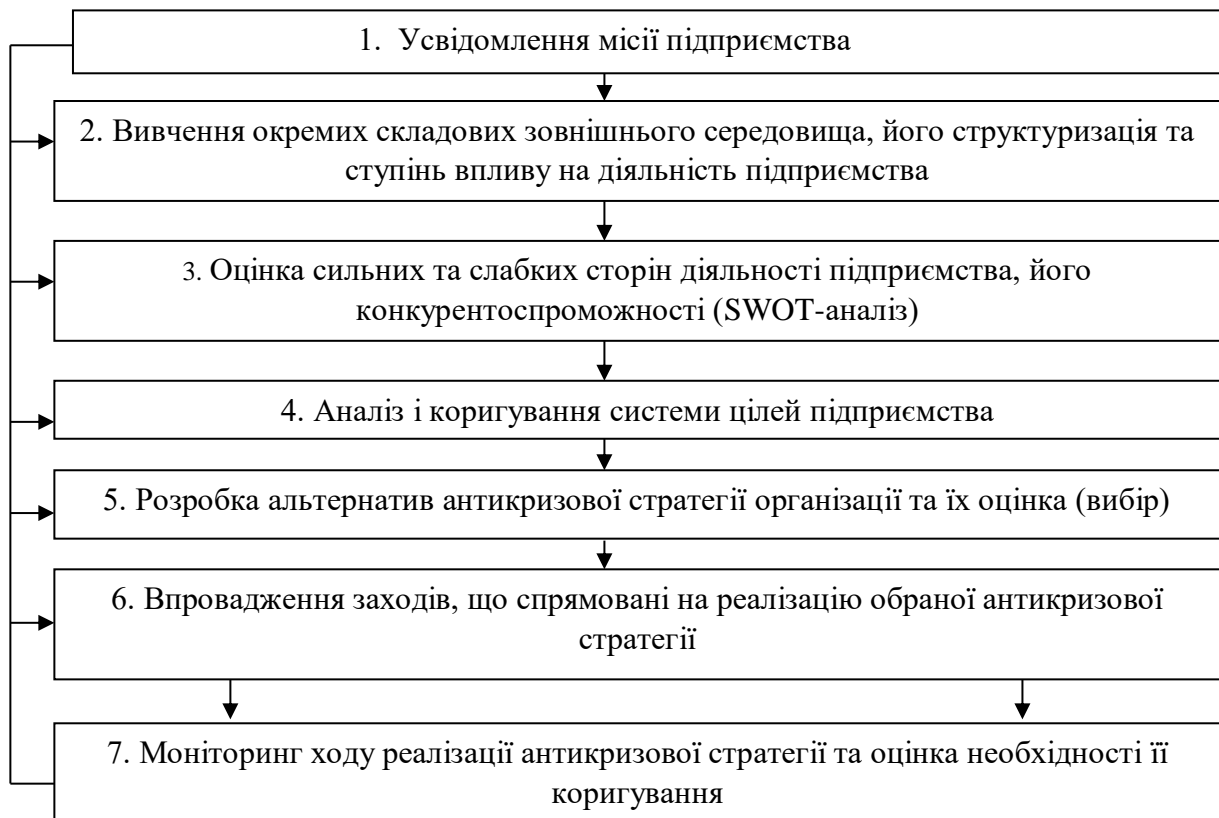 1. Усвідомлення місії підприємства
2. Вивчення окремих складових зовнішнього середовища, його структуризація та
ступінь впливу на діяльність підприємства
3. Оцінка сильних та слабких сторін діяльності підприємства, його
конкурентоспроможності (SWOT-аналіз)
4. Аналіз і коригування системи цілей підприємства
5. Розробка альтернатив антикризової стратегії організації та їх оцінка (вибір)
6. Впровадження заходів, що спрямовані на реалізацію обраної антикризової
стратегії
7. Моніторинг ходу реалізації антикризової стратегії та оцінка необхідності її
коригування